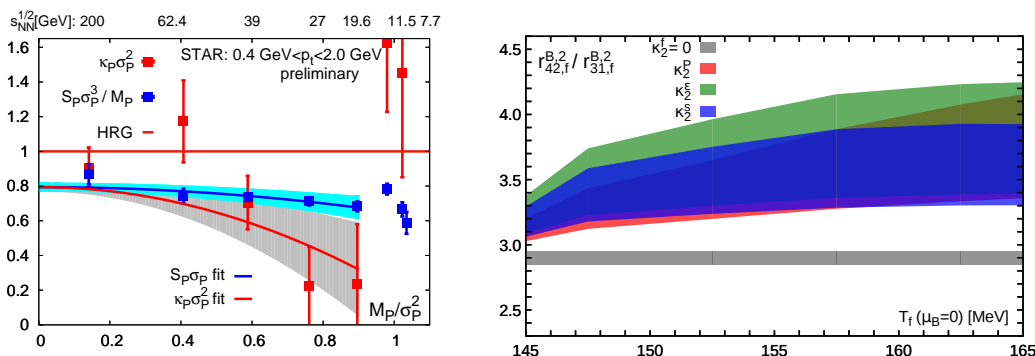 s_NN^1/2[GeV]: 200 62.4 39 27 19.6 11.5 7.7
1.6
1.4
1.2
1
0.8
0.6
0.4
0.2
0
STAR: 0.4 GeV<p_t<2.0 GeV
preliminary
κ_Pσ_P^2
S_Pσ_P^3/M_P
HRG
S_Pσ_P fit
κ_Pσ_P^2 fit
M_P/σ_P^2
0 0.2 0.4 0.6 0.8 1
4.5
4.0
3.5
3.0
2.5
r_42,f^B,2 / r_31,f^B,2
κ_2^f = 0
κ_2^P
κ_2^ε
κ_2^s
T_f (μ_B=0) [MeV]
145 150 155 160 165